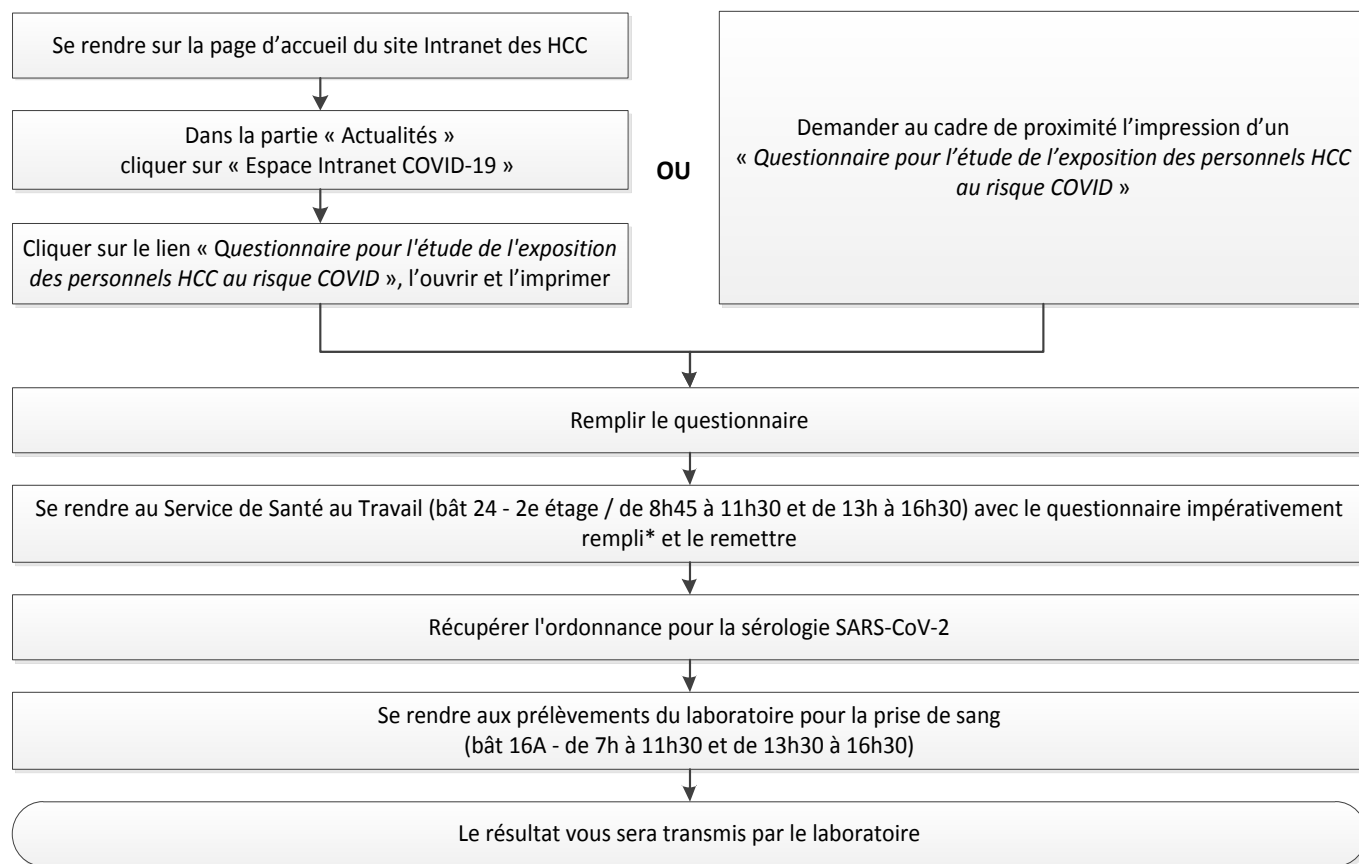 Se rendre sur la page d’accueil du site Intranet des HCC
Dans la partie « Actualités »
cliquer sur « Espace Intranet COVID-19 »
Cliquer sur le lien « Questionnaire pour l'étude de l'exposition
des personnels HCC au risque COVID », l’ouvrir et l’imprimer
OU
Demander au cadre de proximité l’impression d’un
« Questionnaire pour l’étude de l’exposition des personnels HCC
au risque COVID »
Remplir le questionnaire
Se rendre au Service de Santé au Travail (bât 24 - 2e étage / de 8h45 à 11h30 et de 13h à 16h30) avec le questionnaire impérativement
rempli* et le remettre
Récupérer l'ordonnance pour la sérologie SARS-CoV-2
Se rendre aux prélèvements du laboratoire pour la prise de sang
(bât 16A - de 7h à 11h30 et de 13h30 à 16h30)
Le résultat vous sera transmis par le laboratoire